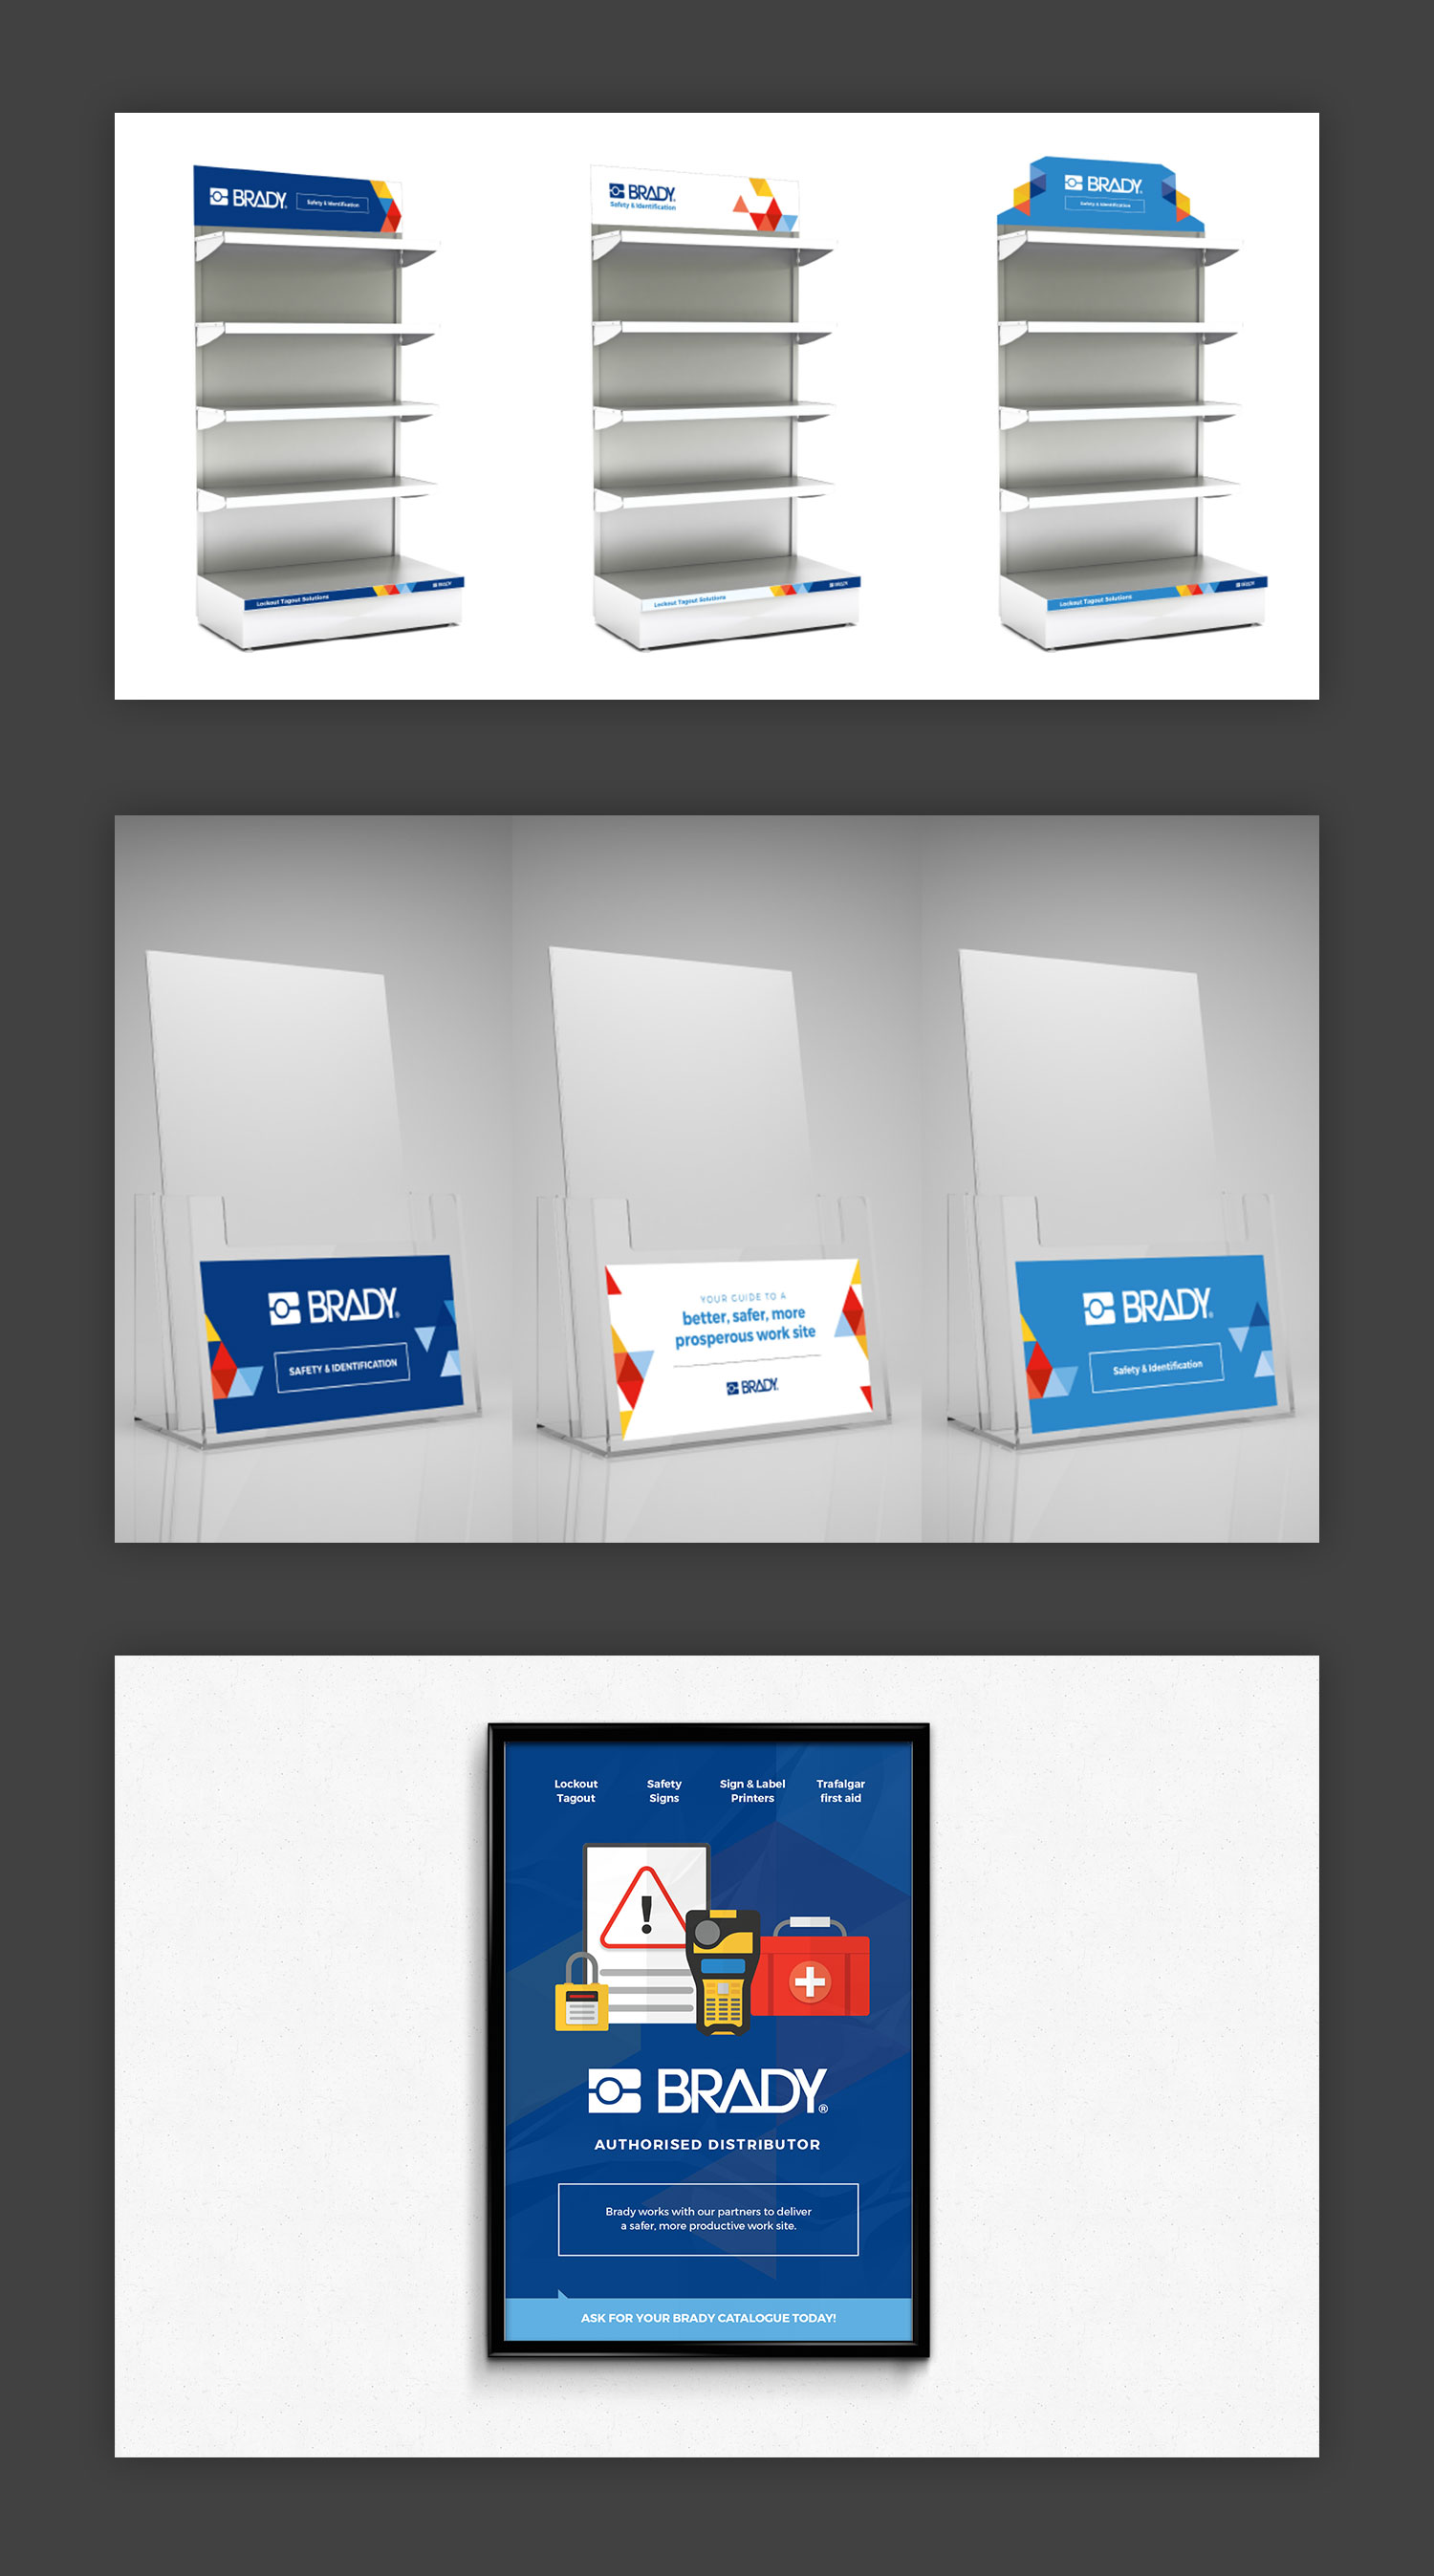 BRADY
Safety & Identification
Lockout Tagout Solutions
BRADY
BRADY
Safety & Identification
Lockout Tagout Solutions
BRADY
BRADY
Safety & Identification
Lockout Tagout Solutions
BRADY
BRADY®
SAFETY & IDENTIFICATION
YOUR GUIDE TO A
better, safer, more
prosperous work site
BRADY
BRADY®
Safety & Identification
Lockout
Tagout
Safety
Signs
Sign & Label
Printers
Trafalgar
first aid
BRADY®
AUTHORISED DISTRIBUTOR
Brady works with our partners to deliver
a safer, more productive work site.
ASK FOR YOUR BRADY CATALOGUE TODAY!